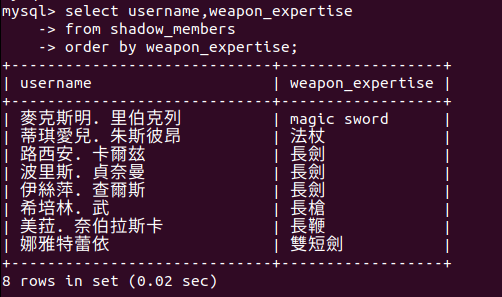 mysql> select username,weapon_expertise
-> from shadow_members
-> order by weapon_expertise;
+---------------------------+------------------+
| username | weapon_expertise |
+---------------------------+------------------+
| 麥克斯明. 里伯克列 | magic sword |
| 蒂琪愛兒. 朱斯彼昂 | 法杖 |
| 路西安. 卡爾茲 | 長劍 |
| 波里斯. 貞奈曼 | 長劍 |
| 伊絲萍. 查爾斯 | 長劍 |
| 希培林. 武 | 長槍 |
| 美菈. 奈伯拉斯卡 | 長鞭 |
| 娜雅特蕾依 | 雙短劍 |
+---------------------------+------------------+
8 rows in set (0.02 sec)